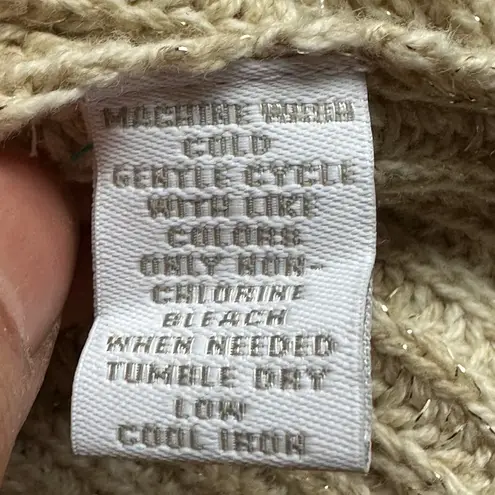 MACHINE WASH
COLD
GENTLE CYCLE
WITH LIKE
COLORS
ONLY NON-
CHLORINE
BLEACH
WHEN NEEDED
TUMBLE DRY
LOW
COOL IRON